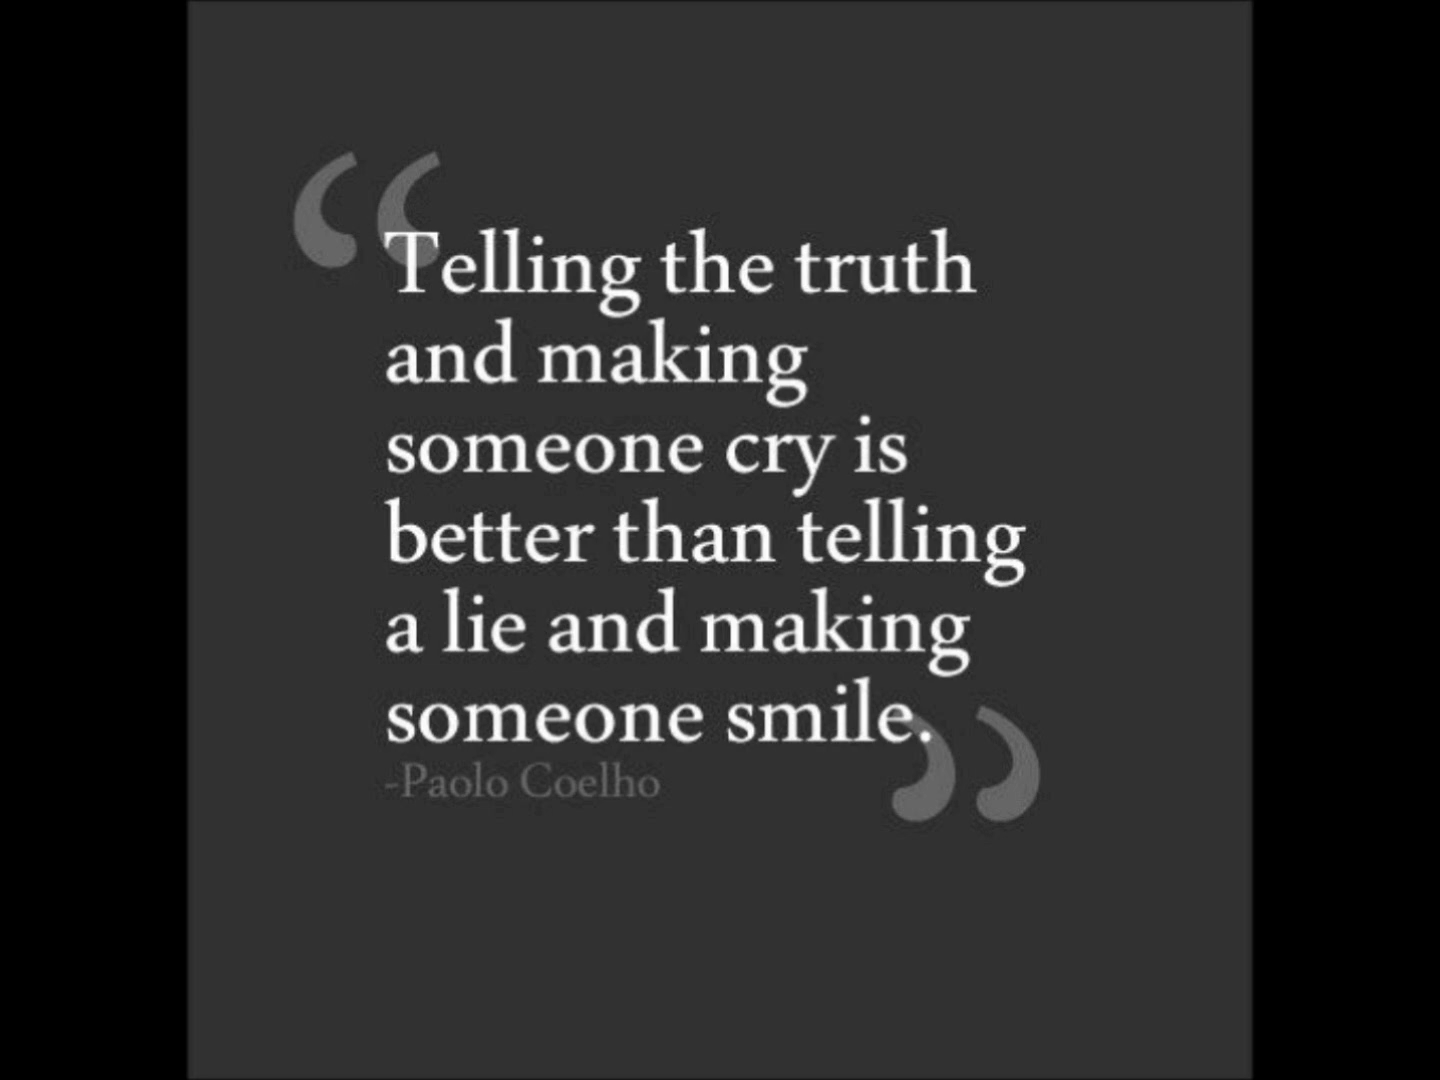 “Telling the truth
and making
someone cry is
better than telling
a lie and making
someone smile.”
-Paolo Coelho